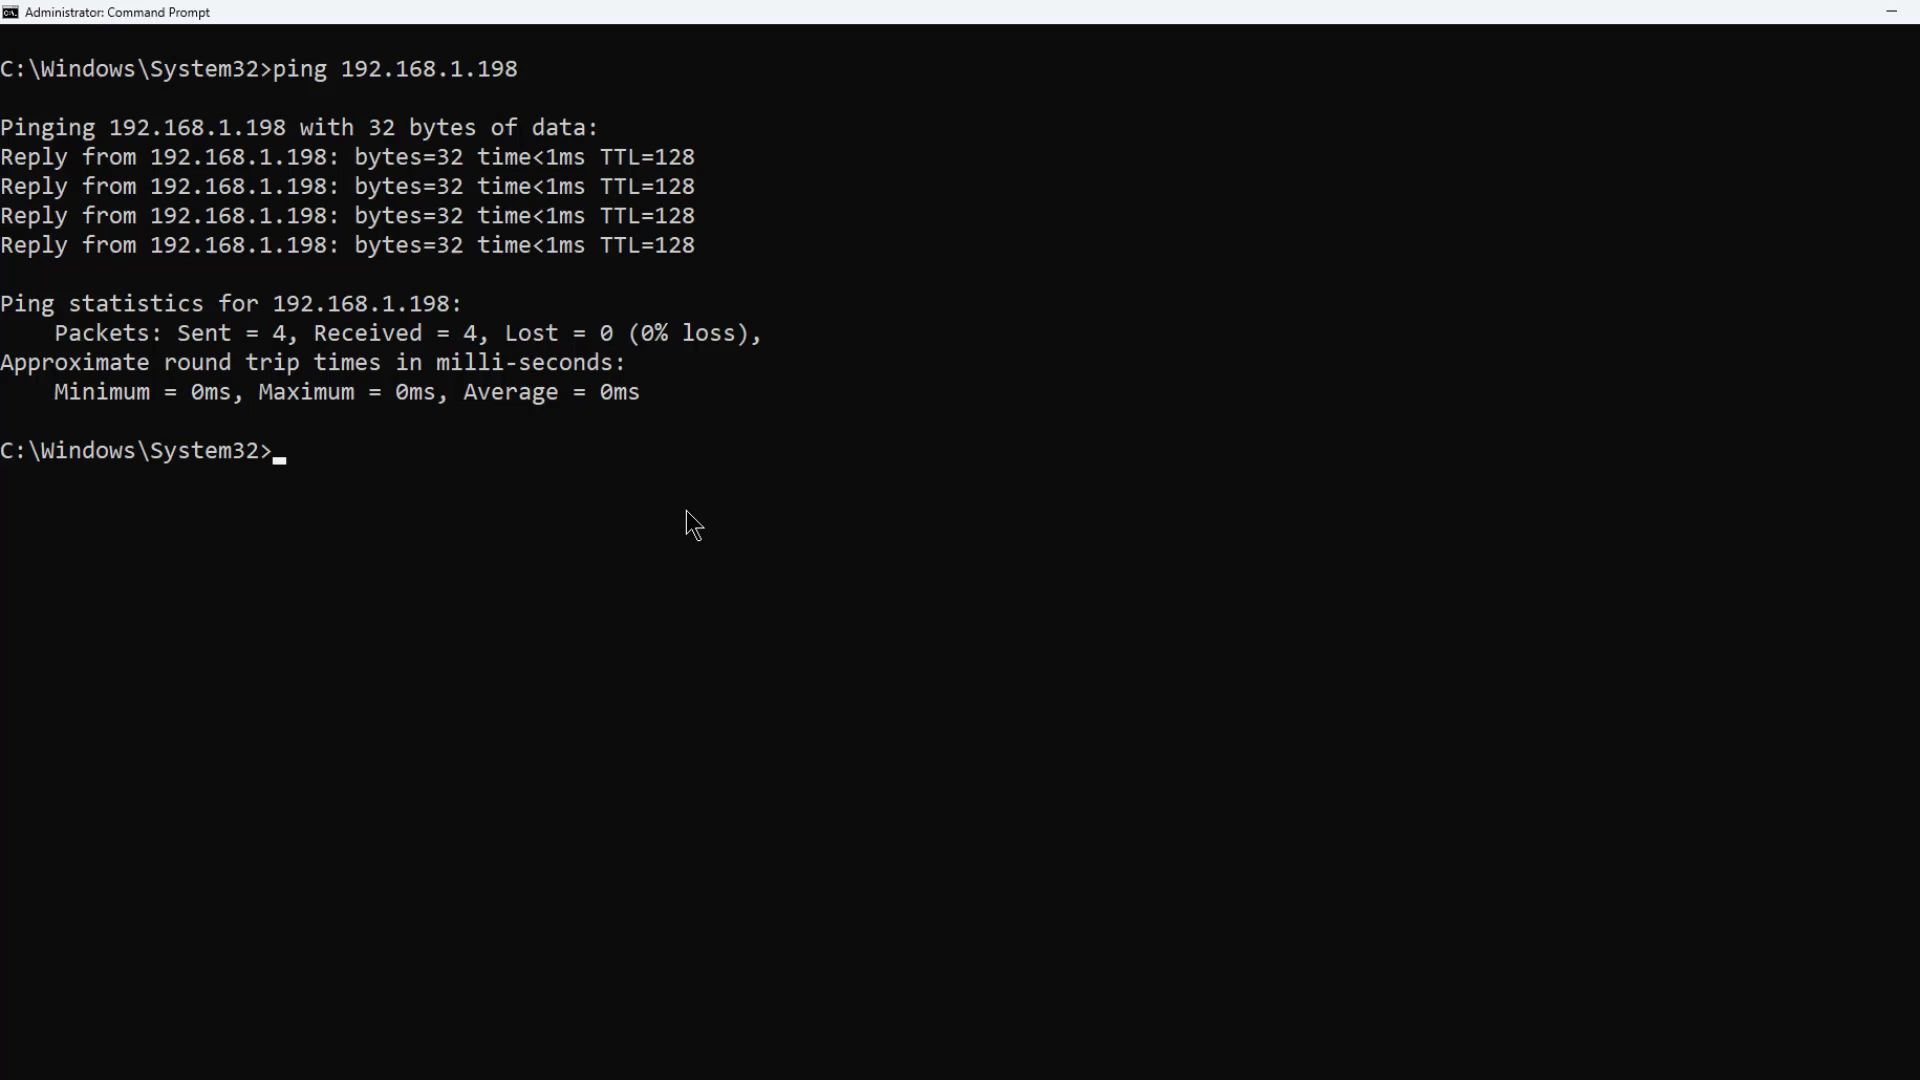 Administrator: Command Prompt
C:\Windows\System32>ping 192.168.1.198
Pinging 192.168.1.198 with 32 bytes of data:
Reply from 192.168.1.198: bytes=32 time<1ms TTL=128
Reply from 192.168.1.198: bytes=32 time<1ms TTL=128
Reply from 192.168.1.198: bytes=32 time<1ms TTL=128
Reply from 192.168.1.198: bytes=32 time<1ms TTL=128
Ping statistics for 192.168.1.198:
    Packets: Sent = 4, Received = 4, Lost = 0 (0% loss),
Approximate round trip times in milli-seconds:
    Minimum = 0ms, Maximum = 0ms, Average = 0ms
C:\Windows\System32>